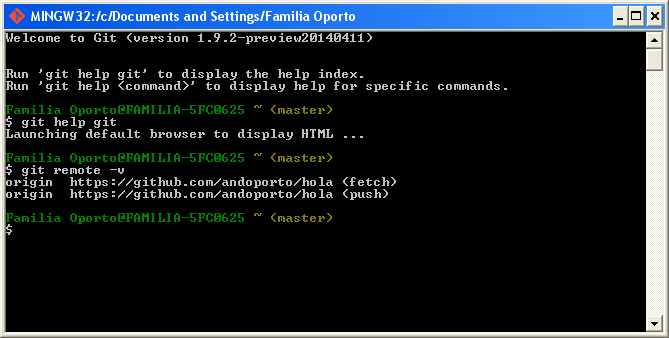 MINGW32:/c/Documents and Settings/Familia Oporto
Welcome to Git (version 1.9.2-preview20140411)
Run 'git help git' to display the help index.
Run 'git help <command>' to display help for specific commands.
Familia Oporto@FAMILIA-5FC0625 ~ (master)
$ git help git
Launching default browser to display HTML ...
Familia Oporto@FAMILIA-5FC0625 ~ (master)
$ git remote -v
origin  https://github.com/andoporto/hola (fetch)
origin  https://github.com/andoporto/hola (push)
Familia Oporto@FAMILIA-5FC0625 ~ (master)
$